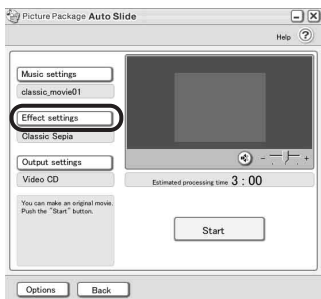 Picture Package Auto Slide
Help ?
Music settings
classic_movie01
Effect settings
Classic Sepia
Output settings
Video CD
- +
Estimated processing time 3 : 00
You can make an original movie.
Push the "Start" button.
Start
Options Back